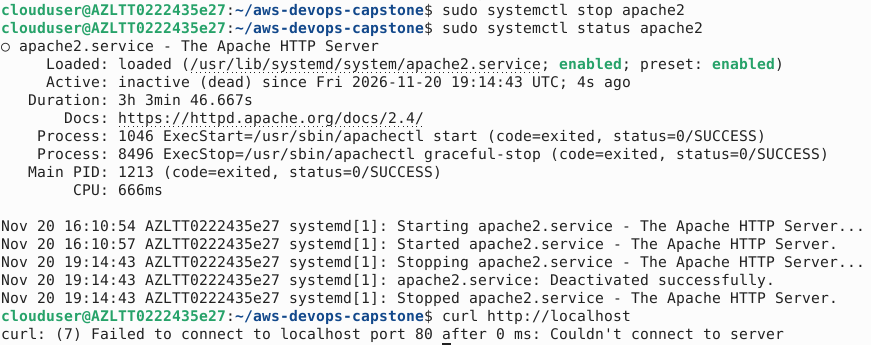 clouduser@AZLTT0222435e27:~/aws-devops-capstone$ sudo systemctl stop apache2
clouduser@AZLTT0222435e27:~/aws-devops-capstone$ sudo systemctl status apache2
○ apache2.service - The Apache HTTP Server
     Loaded: loaded (/usr/lib/systemd/system/apache2.service; enabled; preset: enabled)
     Active: inactive (dead) since Fri 2026-11-20 19:14:43 UTC; 4s ago
   Duration: 3h 3min 46.667s
       Docs: https://httpd.apache.org/docs/2.4/
    Process: 1046 ExecStart=/usr/sbin/apachectl start (code=exited, status=0/SUCCESS)
    Process: 8496 ExecStop=/usr/sbin/apachectl graceful-stop (code=exited, status=0/SUCCESS)
   Main PID: 1213 (code=exited, status=0/SUCCESS)
        CPU: 666ms

Nov 20 16:10:54 AZLTT0222435e27 systemd[1]: Starting apache2.service - The Apache HTTP Server...
Nov 20 16:10:57 AZLTT0222435e27 systemd[1]: Started apache2.service - The Apache HTTP Server.
Nov 20 19:14:43 AZLTT0222435e27 systemd[1]: Stopping apache2.service - The Apache HTTP Server...
Nov 20 19:14:43 AZLTT0222435e27 systemd[1]: apache2.service: Deactivated successfully.
Nov 20 19:14:43 AZLTT0222435e27 systemd[1]: Stopped apache2.service - The Apache HTTP Server.
clouduser@AZLTT0222435e27:~/aws-devops-capstone$ curl http://localhost
curl: (7) Failed to connect to localhost port 80 after 0 ms: Couldn't connect to server